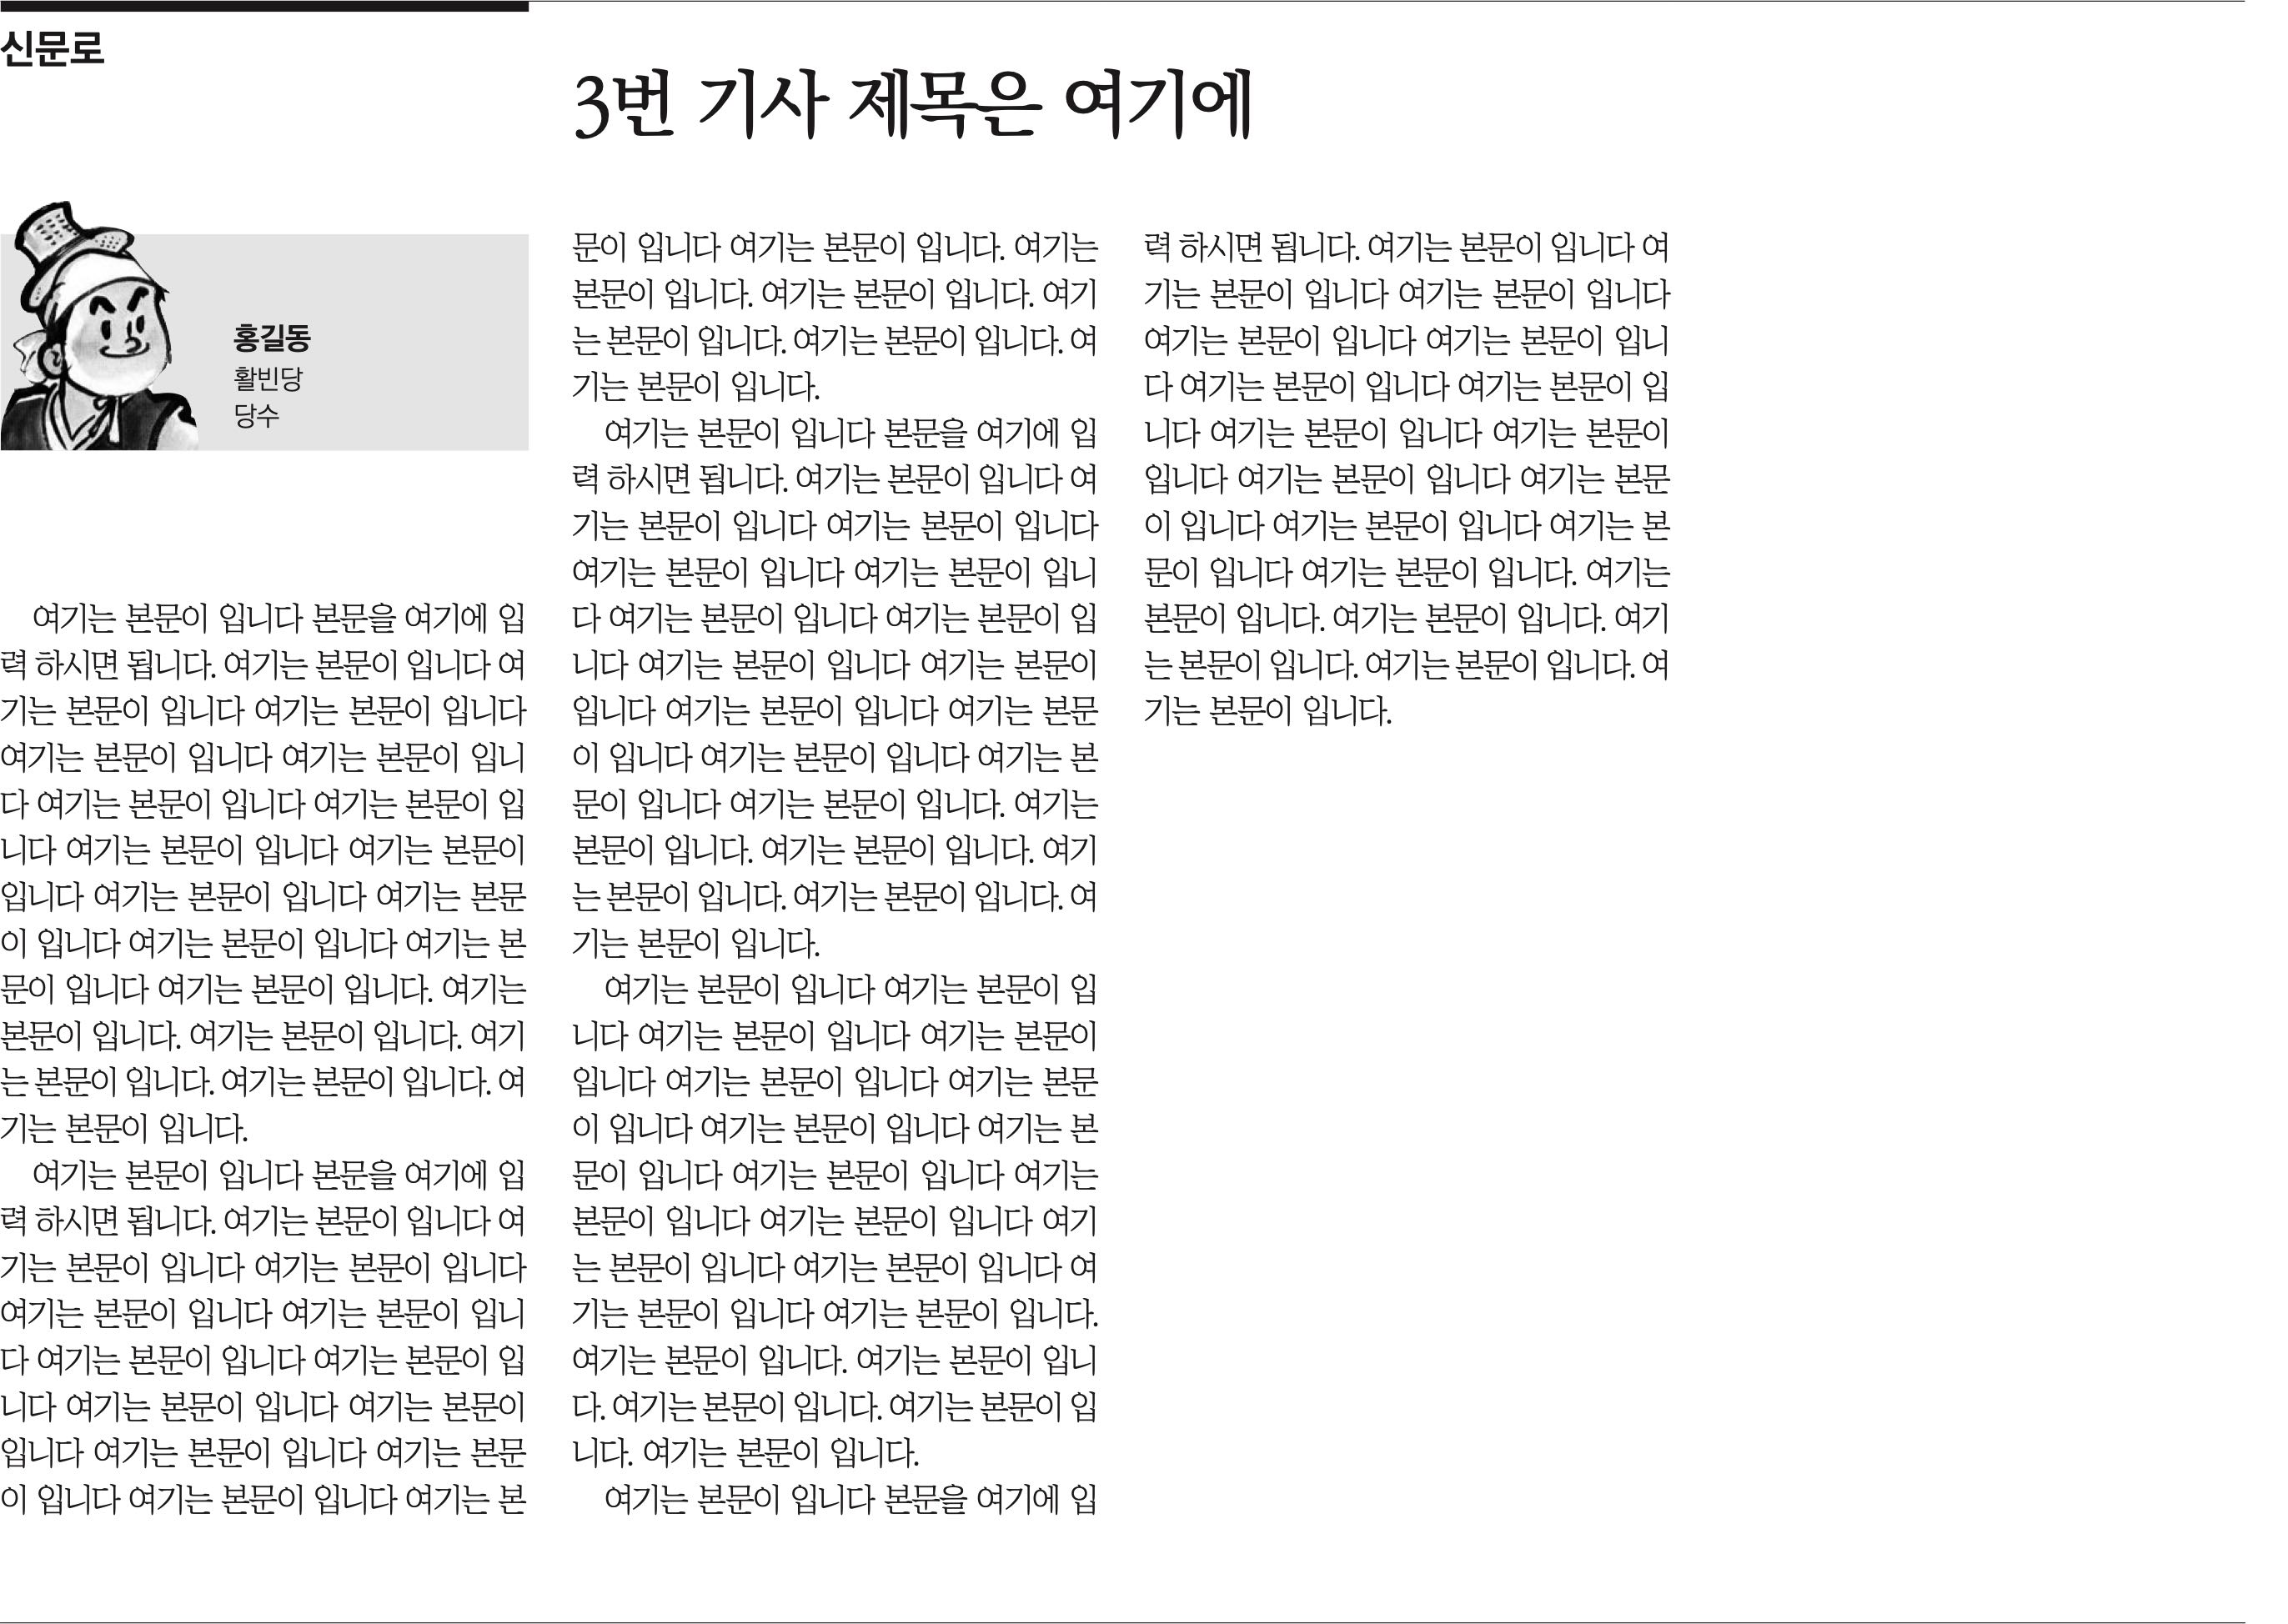 신문로
3번 기사 제목은 여기에
홍길동
활빈당
당수
여기는 본문이 입니다 본문을 여기에 입
력 하시면 됩니다. 여기는 본문이 입니다 여
기는 본문이 입니다 여기는 본문이 입니다
여기는 본문이 입니다 여기는 본문이 입니
다 여기는 본문이 입니다 여기는 본문이 입
니다 여기는 본문이 입니다 여기는 본문이
입니다 여기는 본문이 입니다 여기는 본문
이 입니다 여기는 본문이 입니다 여기는 본
문이 입니다 여기는 본문이 입니다. 여기는
본문이 입니다. 여기는 본문이 입니다. 여기
는 본문이 입니다. 여기는 본문이 입니다. 여
기는 본문이 입니다.
여기는 본문이 입니다 본문을 여기에 입
력 하시면 됩니다. 여기는 본문이 입니다 여
기는 본문이 입니다 여기는 본문이 입니다
여기는 본문이 입니다 여기는 본문이 입니
다 여기는 본문이 입니다 여기는 본문이 입
니다 여기는 본문이 입니다 여기는 본문이
입니다 여기는 본문이 입니다 여기는 본문
이 입니다 여기는 본문이 입니다 여기는 본
문이 입니다 여기는 본문이 입니다. 여기는
본문이 입니다. 여기는 본문이 입니다. 여기
는 본문이 입니다. 여기는 본문이 입니다. 여
기는 본문이 입니다.
여기는 본문이 입니다 본문을 여기에 입
력 하시면 됩니다. 여기는 본문이 입니다 여
기는 본문이 입니다 여기는 본문이 입니다
여기는 본문이 입니다 여기는 본문이 입니
다 여기는 본문이 입니다 여기는 본문이 입
니다 여기는 본문이 입니다 여기는 본문이
입니다 여기는 본문이 입니다 여기는 본문
이 입니다 여기는 본문이 입니다 여기는 본
문이 입니다 여기는 본문이 입니다. 여기는
본문이 입니다. 여기는 본문이 입니다. 여기
는 본문이 입니다. 여기는 본문이 입니다. 여
기는 본문이 입니다.
여기는 본문이 입니다 여기는 본문이 입
니다 여기는 본문이 입니다 여기는 본문이
입니다 여기는 본문이 입니다 여기는 본문
이 입니다 여기는 본문이 입니다 여기는 본
문이 입니다 여기는 본문이 입니다 여기는
본문이 입니다 여기는 본문이 입니다 여기
는 본문이 입니다 여기는 본문이 입니다 여
기는 본문이 입니다 여기는 본문이 입니다.
여기는 본문이 입니다. 여기는 본문이 입니
다. 여기는 본문이 입니다. 여기는 본문이 입
니다. 여기는 본문이 입니다.
여기는 본문이 입니다 본문을 여기에 입
력 하시면 됩니다. 여기는 본문이 입니다 여
기는 본문이 입니다 여기는 본문이 입니다
여기는 본문이 입니다 여기는 본문이 입니
다 여기는 본문이 입니다 여기는 본문이 입
니다 여기는 본문이 입니다 여기는 본문이
입니다 여기는 본문이 입니다 여기는 본문
이 입니다 여기는 본문이 입니다 여기는 본
문이 입니다 여기는 본문이 입니다. 여기는
본문이 입니다. 여기는 본문이 입니다. 여기
는 본문이 입니다. 여기는 본문이 입니다. 여
기는 본문이 입니다.